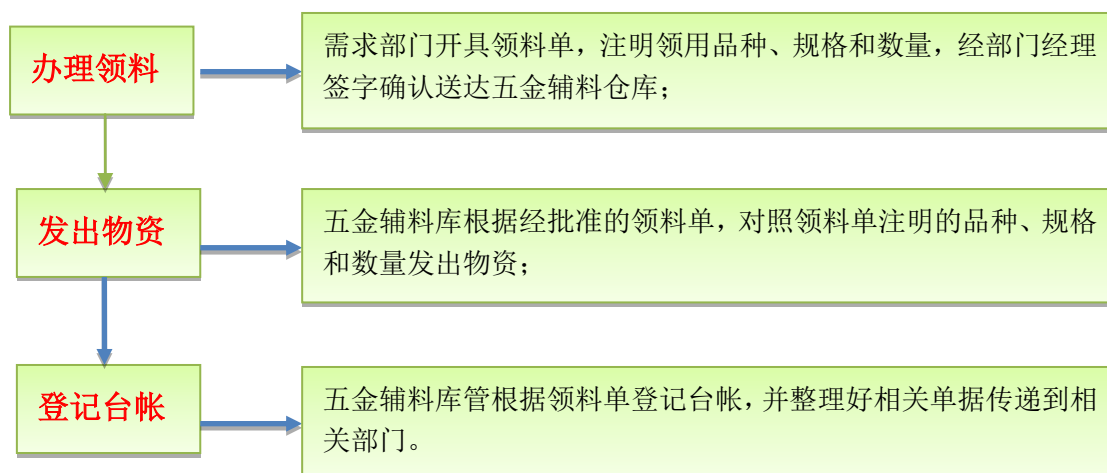 办理领料
需求部门开具领料单，注明领用品种、规格和数量，经部门经理
签字确认送达五金辅料仓库；
发出物资
五金辅料库根据经批准的领料单，对照领料单注明的品种、规格
和数量发出物资；
登记台帐
五金辅料库管根据领料单登记台帐，并整理好相关单据传递到相
关部门。